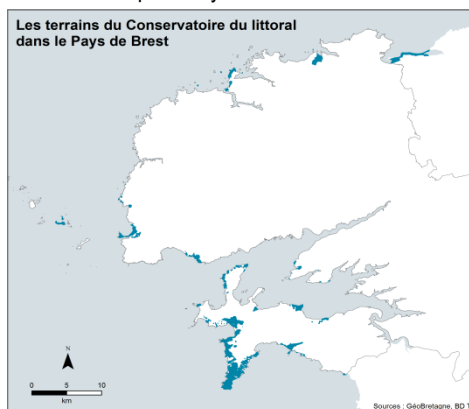 Les terrains du Conservatoire du littoral
dans le Pays de Brest
N
0 5 10
km
Sources : GéoBretagne, BD